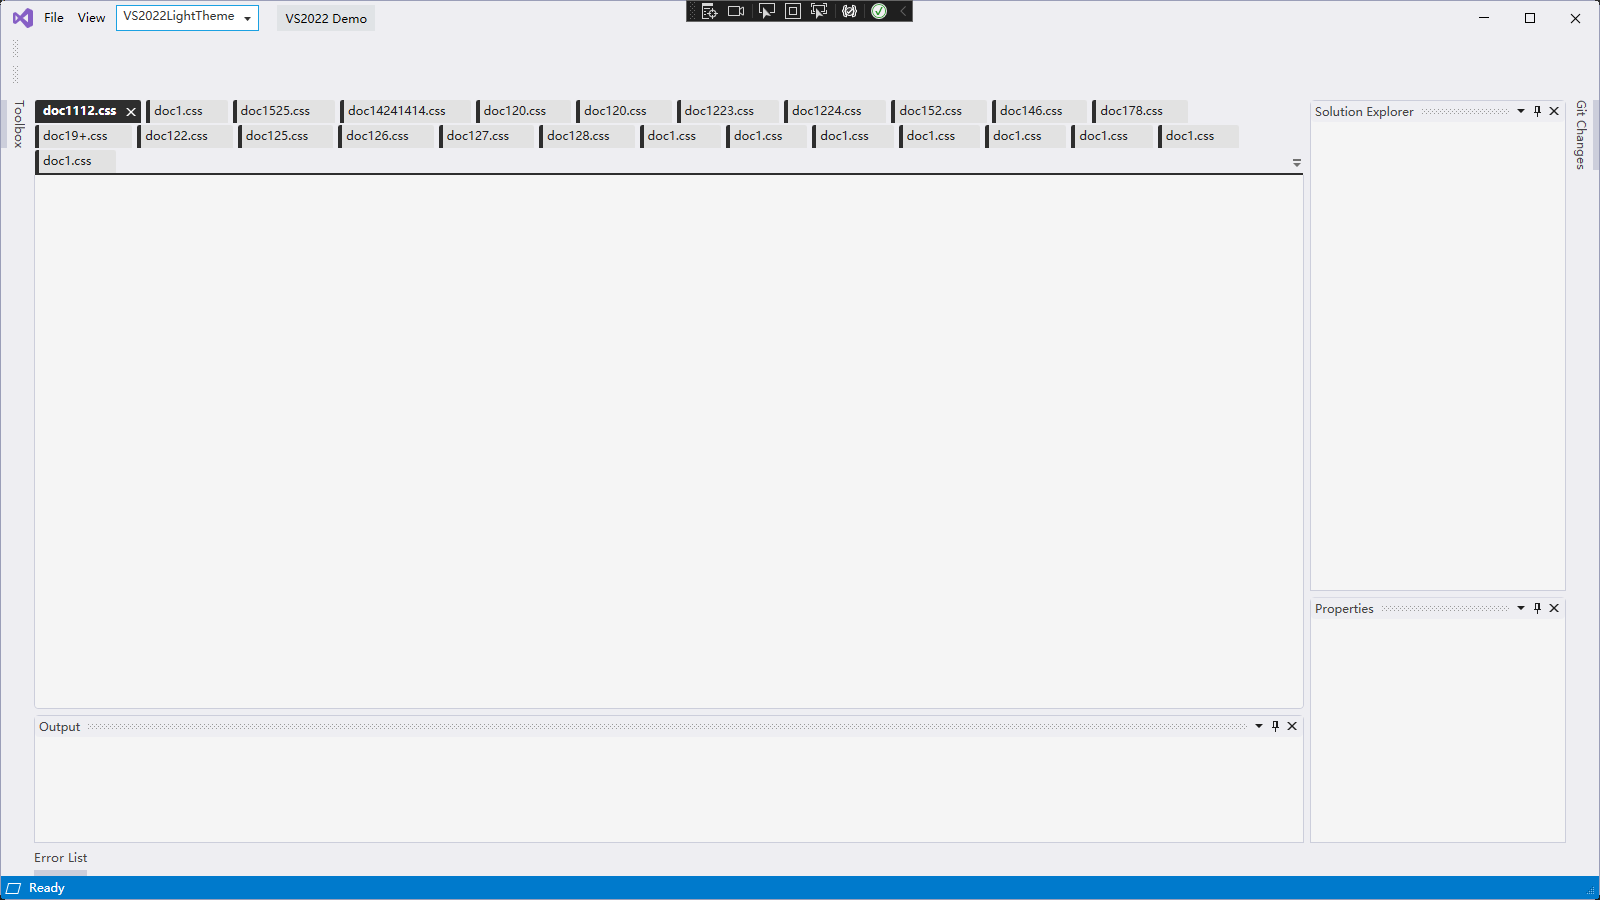 File View VS2022LightTheme VS2022 Demo
Toolbox
doc1112.css doc1.css doc1525.css doc14241414.css doc120.css doc120.css doc1223.css doc1224.css doc152.css doc146.css doc178.css
doc19+.css doc122.css doc125.css doc126.css doc127.css doc128.css doc1.css doc1.css doc1.css doc1.css doc1.css doc1.css doc1.css
doc1.css
Solution Explorer
Git Changes
Properties
Output
Error List
Ready